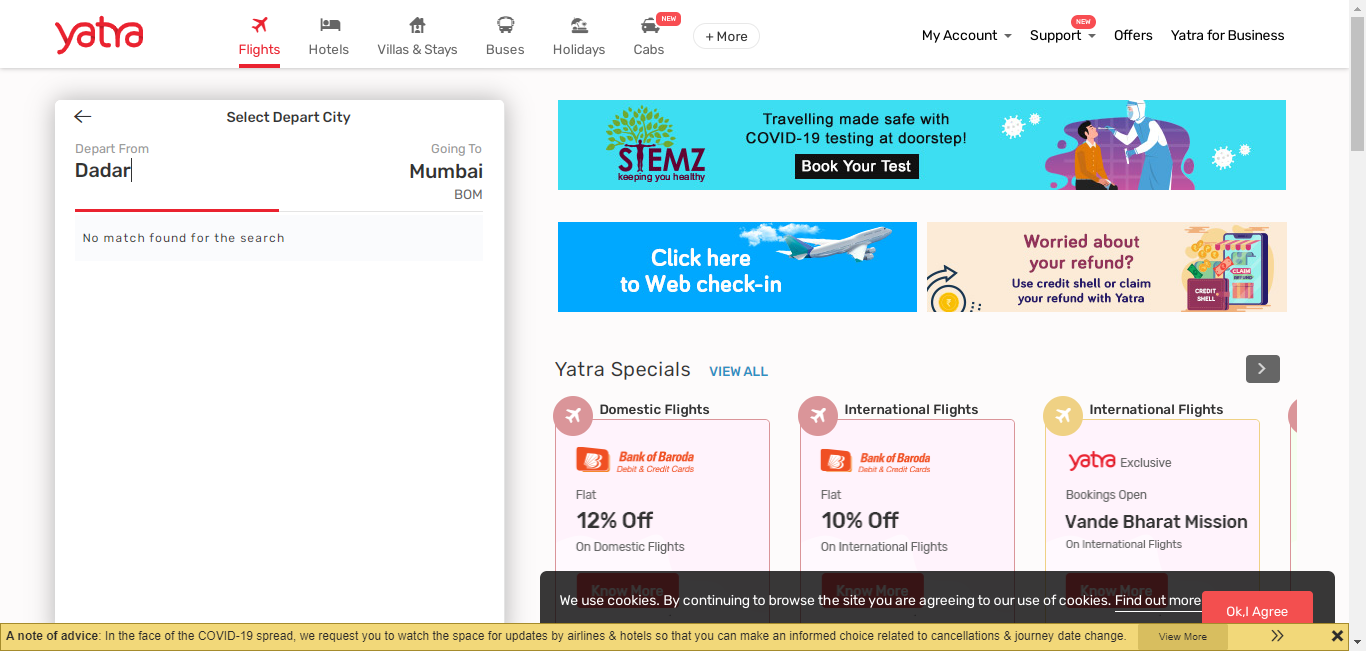 yatra
Flights
Hotels
Villas & Stays
Buses
Holidays
NEW
Cabs
+ More
My Account
NEW
Support
Offers
Yatra for Business
Select Depart City
Depart From
Dadar
Going To
Mumbai
BOM
No match found for the search
STEMZ
keeping you healthy
Travelling made safe with
COVID-19 testing at doorstep!
Book Your Test
Click here
to Web check-in
Worried about
your refund?
Use credit shell or claim
your refund with Yatra
CLAIM
REFUND
CREDIT
SHELL
Yatra Specials
VIEW ALL
Domestic Flights
Bank of Baroda
Debit & Credit Cards
Flat
12% Off
On Domestic Flights
Know More
International Flights
Bank of Baroda
Debit & Credit Cards
Flat
10% Off
On International Flights
Know More
International Flights
yatra Exclusive
Bookings Open
Vande Bharat Mission
On International Flights
Know More
We use cookies. By continuing to browse the site you are agreeing to our use of cookies. Find out more
Ok,I Agree
A note of advice: In the face of the COVID-19 spread, we request you to watch the space for updates by airlines & hotels so that you can make an informed choice related to cancellations & journey date change.
View More